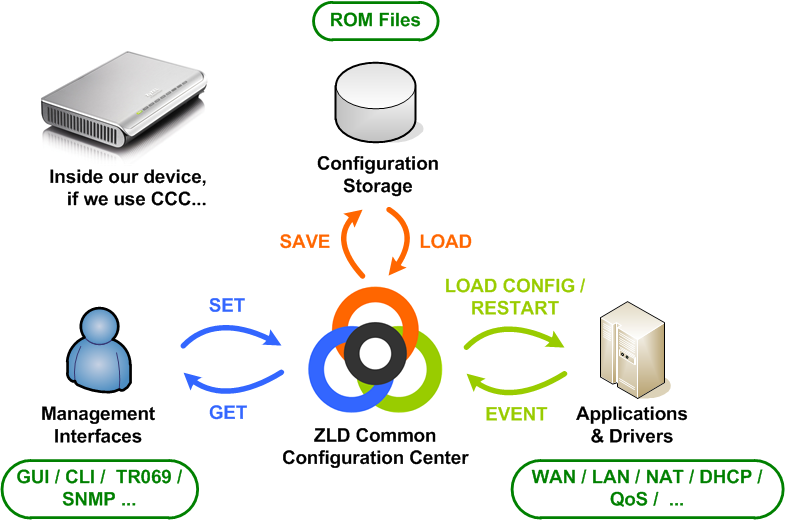 ROM Files
Inside our device,
if we use CCC...
Configuration
Storage
SAVE
LOAD
SET
GET
LOAD CONFIG /
RESTART
EVENT
Management
Interfaces
ZLD Common
Configuration Center
Applications
& Drivers
GUI / CLI / TR069 /
SNMP ...
WAN / LAN / NAT / DHCP /
QoS / ...